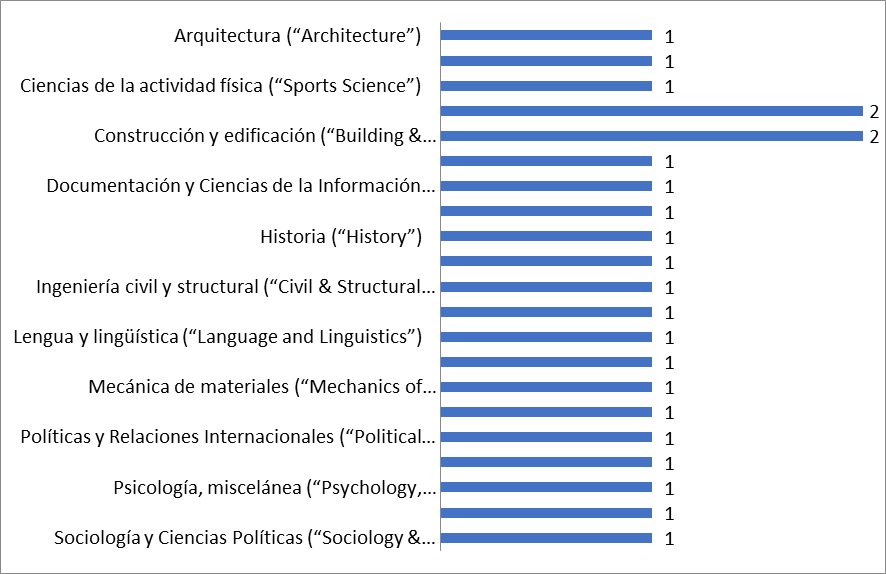 Arquitectura (“Architecture”) 1
1
Ciencias de la actividad física (“Sports Science”) 1
2
Construcción y edificación (“Building &... 2
1
Documentación y Ciencias de la Información... 1
1
Historia (“History”) 1
1
Ingeniería civil y structural (“Civil & Structural... 1
1
Lengua y lingüística (“Language and Linguistics”) 1
1
Mecánica de materiales (“Mechanics of... 1
1
Políticas y Relaciones Internacionales (“Political... 1
1
Psicología, miscelánea (“Psychology,... 1
1
Sociología y Ciencias Políticas (“Sociology &... 1